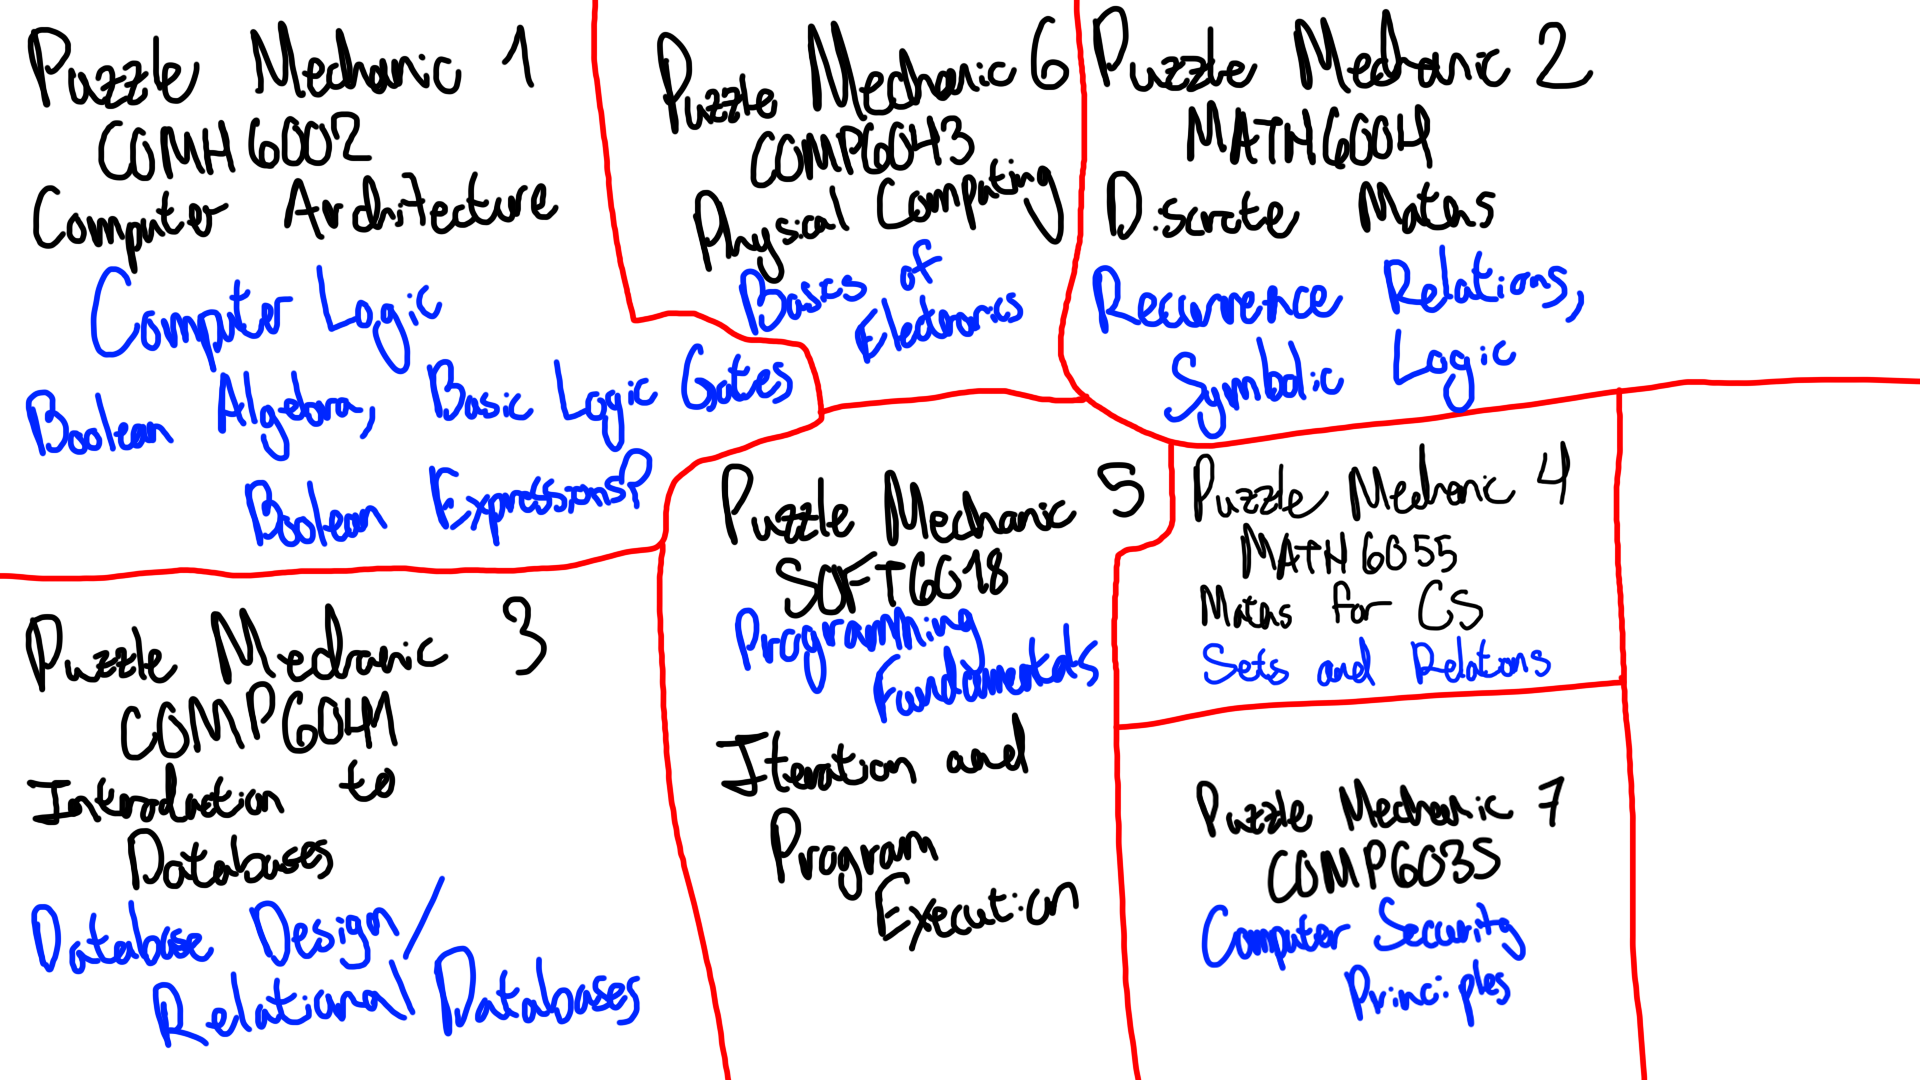 Puzzle Mechanic 1
COMH6002
Computer Architecture
Computer Logic
Boolean Algebra, Basic Logic Gates
Boolean Expressions?
Puzzle Mechanic 6
COMP6043
Physical Computing
Basics of
Electronics
Puzzle Mechanic 2
MATH6004
Discrete Maths
Recurrence Relations,
Symbolic Logic
Puzzle Mechanic 3
COMP6041
Introduction to
Databases
Database Design/
Relational Databases
Puzzle Mechanic 5
SOFT6018
Programming
Fundamentals
Iteration and
Program
Execution
Puzzle Mechanic 4
MATH6055
Maths for CS
Sets and Relations
Puzzle Mechanic 7
COMP6035
Computer Security
Principles